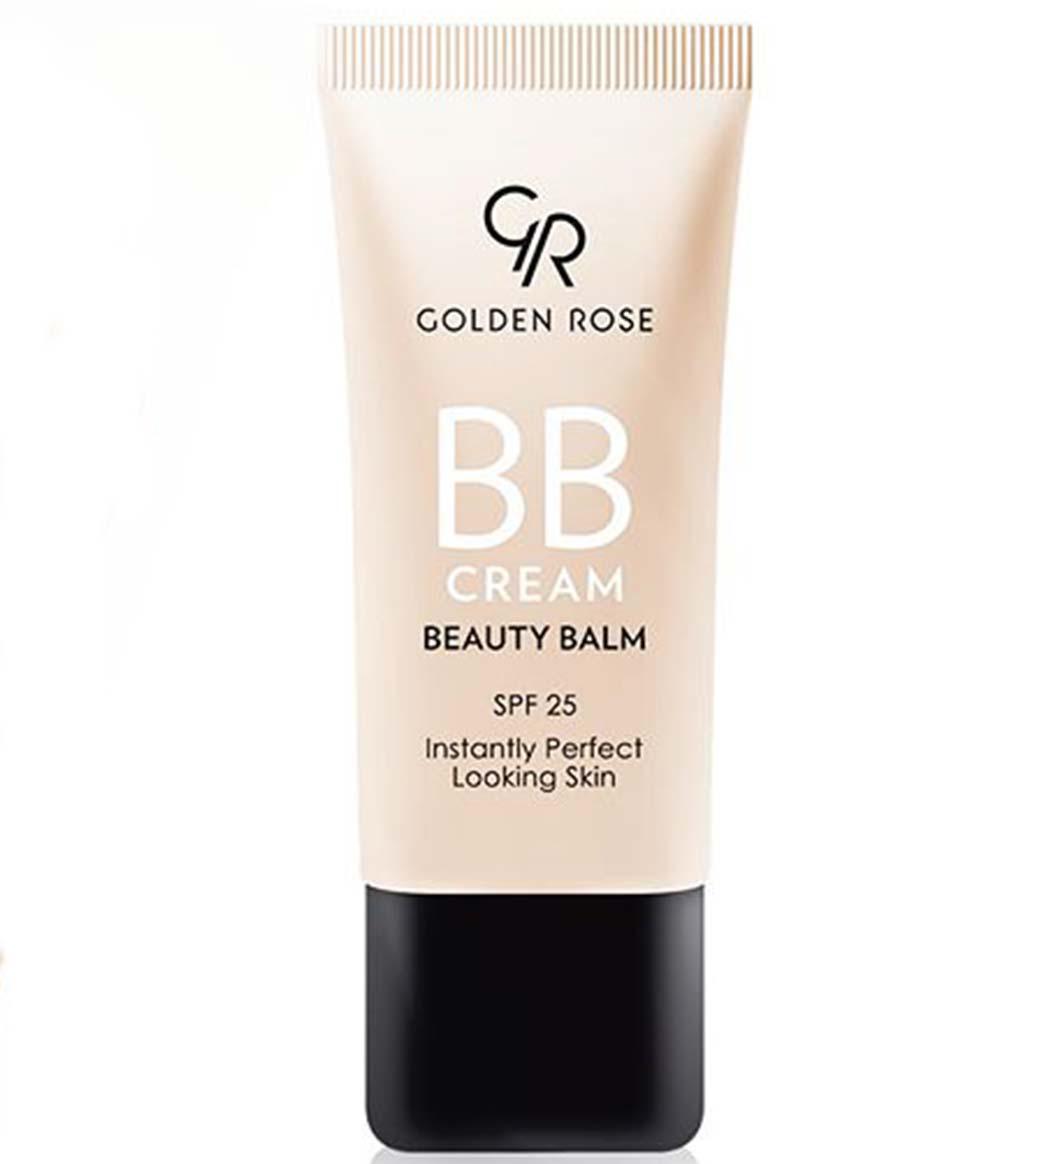 GR
GOLDEN ROSE
BB
CREAM
BEAUTY BALM
SPF 25
Instantly Perfect
Looking Skin